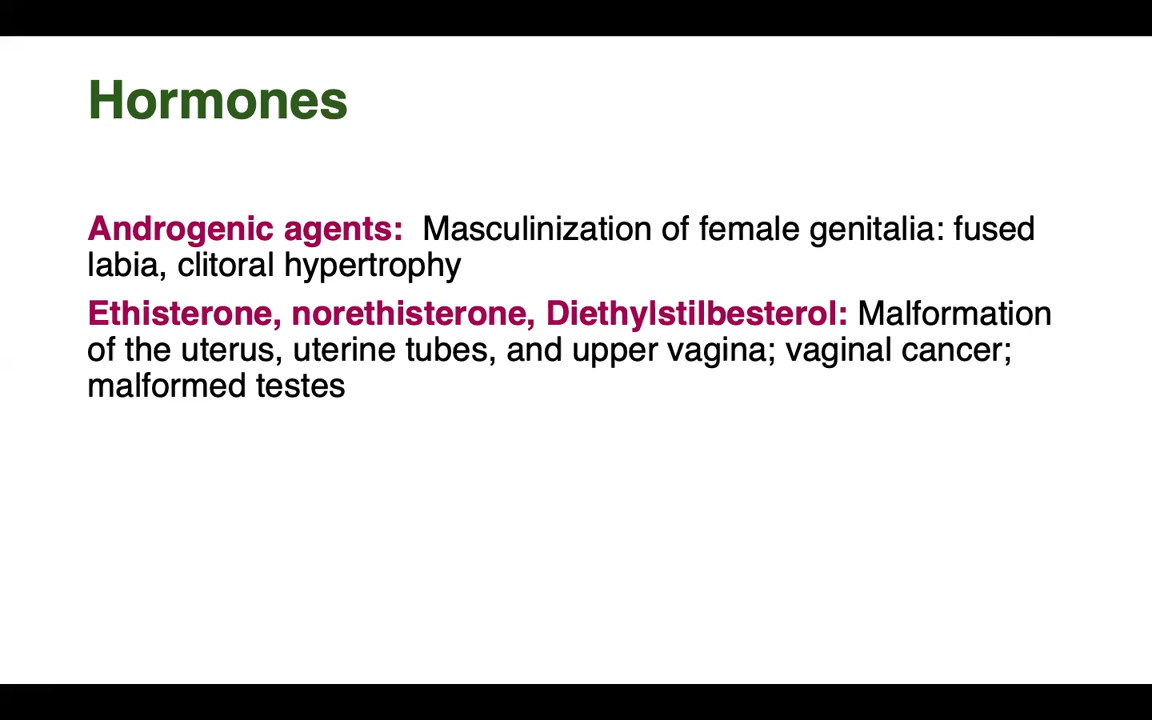 Hormones
Androgenic agents: Masculinization of female genitalia: fused
labia, clitoral hypertrophy
Ethisterone, norethisterone, Diethylstilbesterol: Malformation
of the uterus, uterine tubes, and upper vagina; vaginal cancer;
malformed testes